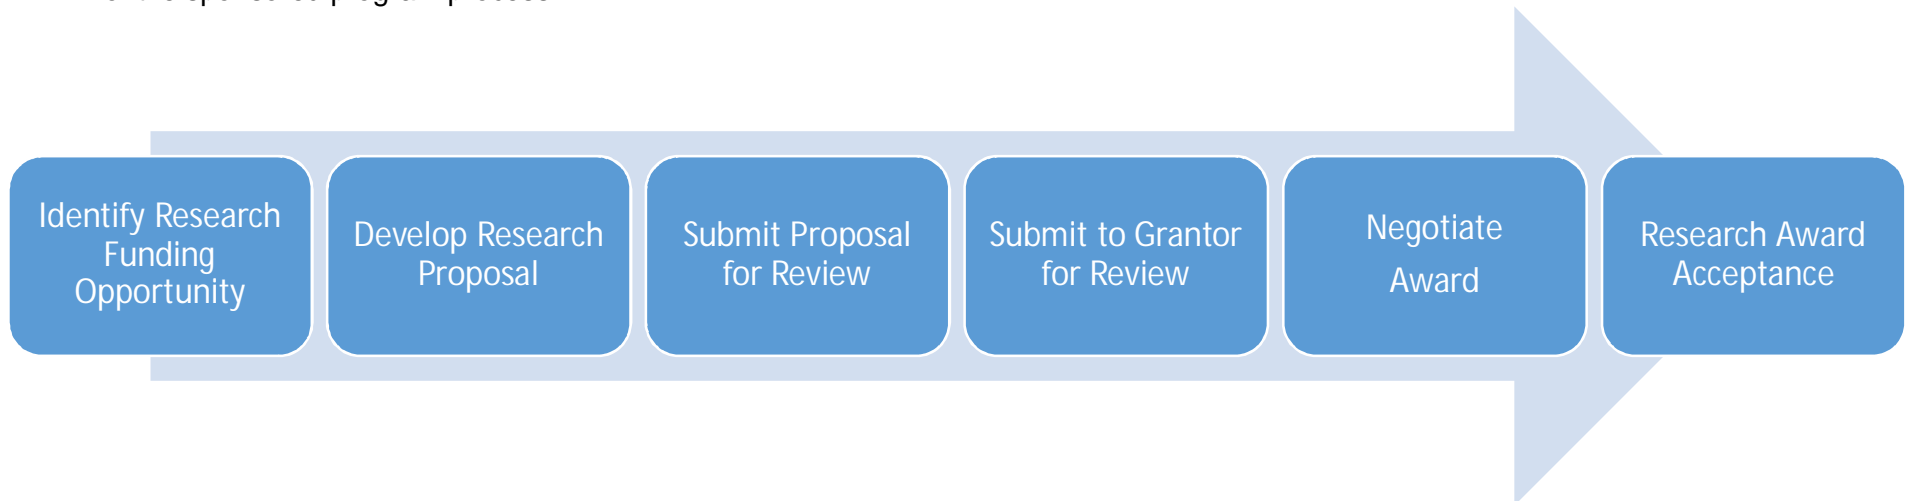 Identify Research
Funding
Opportunity
Develop Research
Proposal
Submit Proposal
for Review
Submit to Grantor
for Review
Negotiate
Award
Research Award
Acceptance